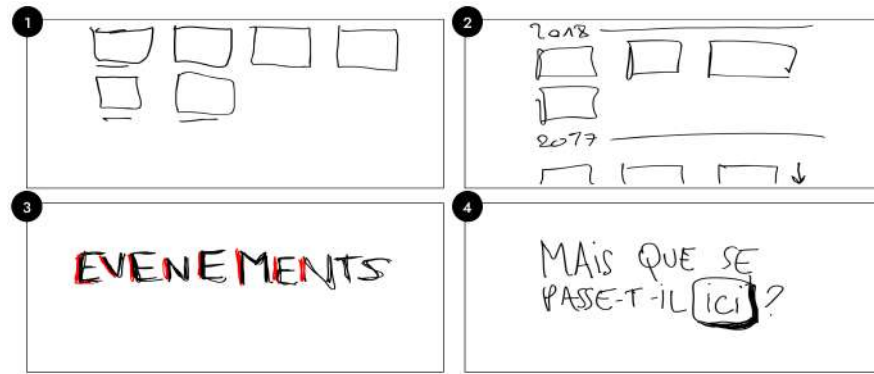 1
2
2018
2017
3
4
EVENEMENTS
MAiS QUE SE
PASSE-T-iL ici ?